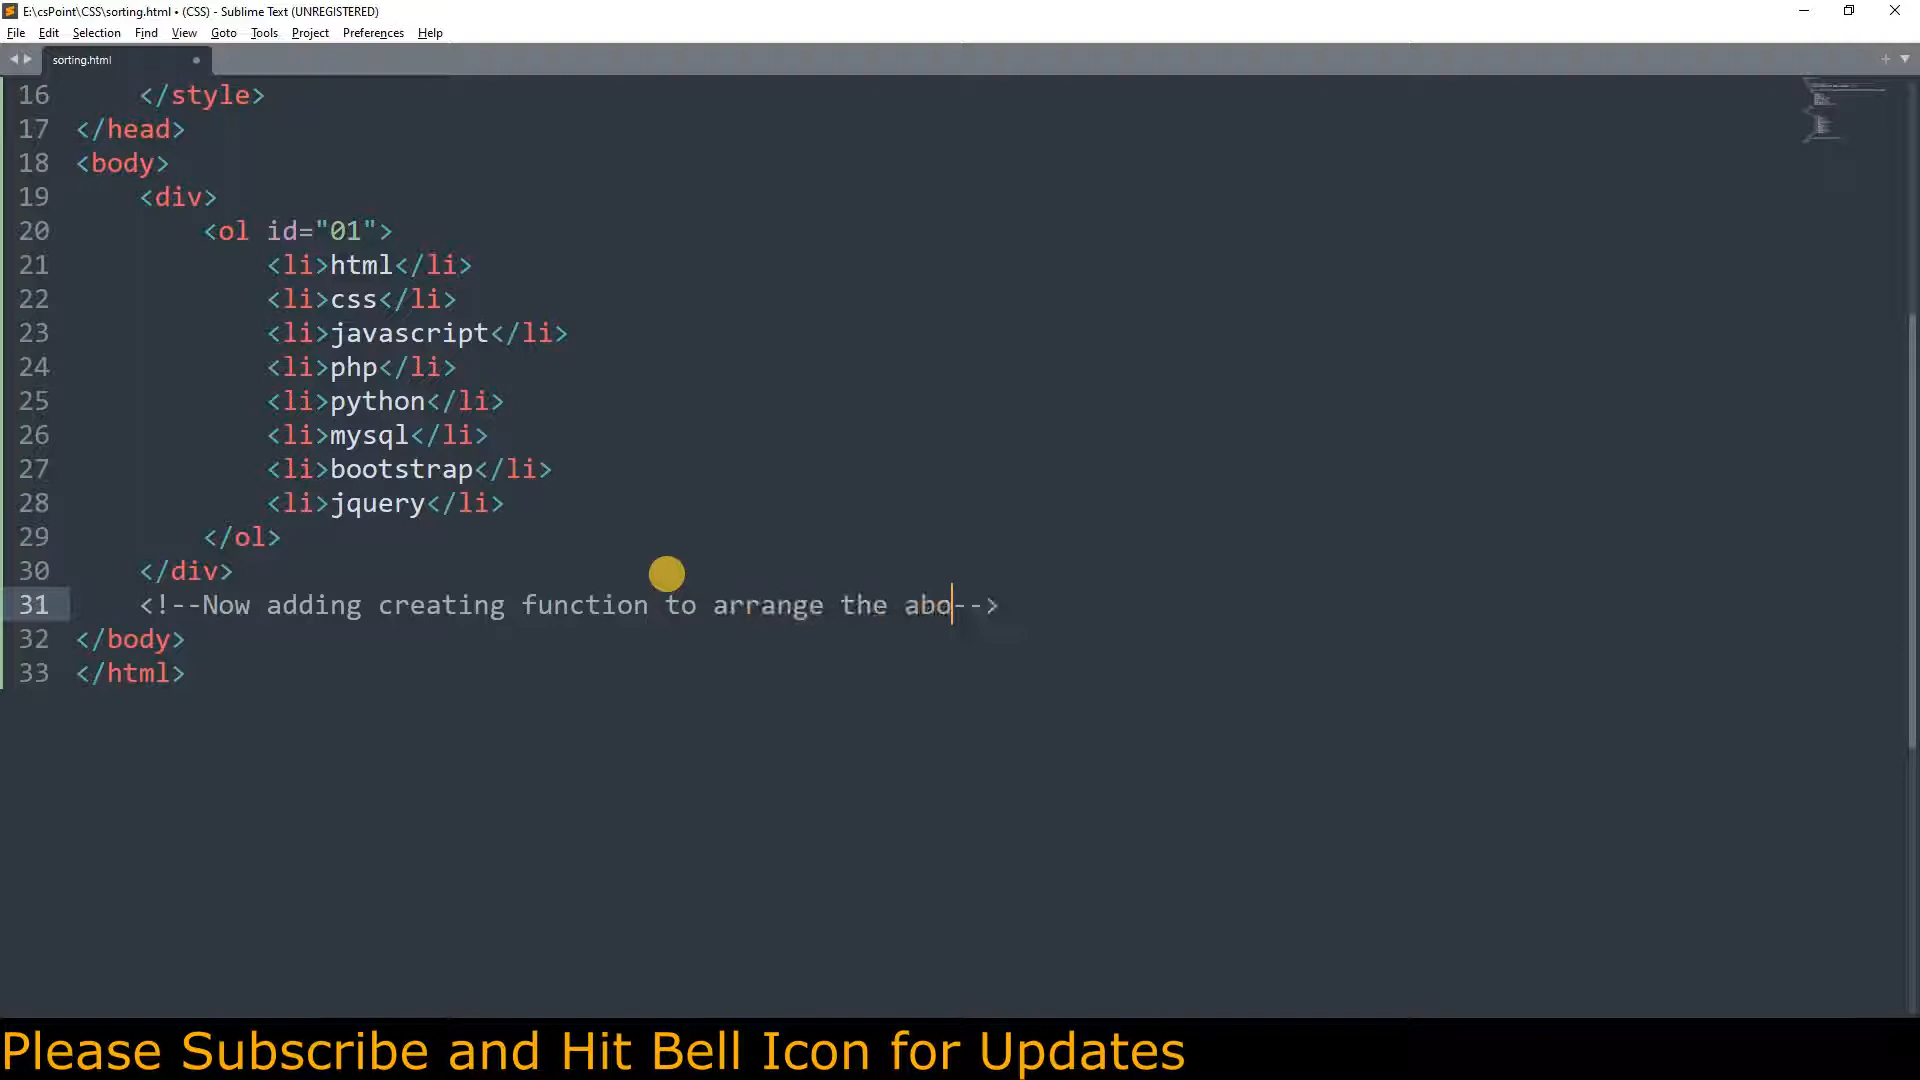 E:\csPoint\CSS\sorting.html • (CSS) - Sublime Text (UNREGISTERED)
File Edit Selection Find View Goto Tools Project Preferences Help
sorting.html
16 </style>
17 </head>
18 <body>
19 <div>
20 <ol id="01">
21 <li>html</li>
22 <li>css</li>
23 <li>javascript</li>
24 <li>php</li>
25 <li>python</li>
26 <li>mysql</li>
27 <li>bootstrap</li>
28 <li>jquery</li>
29 </ol>
30 </div>
31 <!--Now adding creating function to arrange the abo-->
32 </body>
33 </html>
Please Subscribe and Hit Bell Icon for Updates